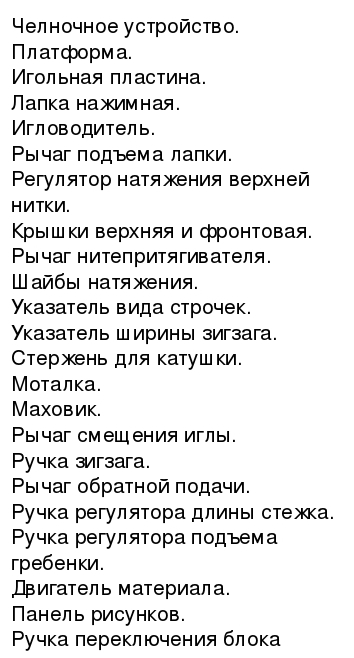 Челночное устройство.
Платформа.
Игольная пластина.
Лапка нажимная.
Игловодитель.
Рычаг подъема лапки.
Регулятор натяжения верхней
нитки.
Крышки верхняя и фронтовая.
Рычаг нитепритягивателя.
Шайбы натяжения.
Указатель вида строчек.
Указатель ширины зигзага.
Стержень для катушки.
Моталка.
Маховик.
Рычаг смещения иглы.
Ручка зигзага.
Рычаг обратной подачи.
Ручка регулятора длины стежка.
Ручка регулятора подъема
гребенки.
Двигатель материала.
Панель рисунков.
Ручка переключения блока